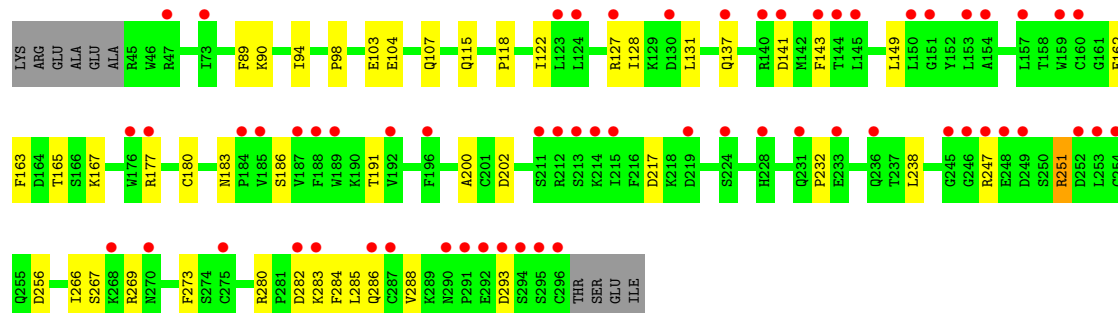 LYS ARG GLU ALA GLU ALA R45 W46 R47 I73 F89 K90 I94 P98 E103 E104 Q107 Q115 P118 I122 L123 L124 R127 I128 K129 D130 L131 Q137 R140 D141 M142 F143 T144 L145 L149 L150 G151 Y152 L153 A154 L157 T158 W159 C160 G161
F163 D164 T165 S166 K167 W176 R177 C180 N183 P184 V185 S186 V187 F188 W189 K190 T191 V192 F196 A200 C201 D202 S211 R212 S213 K214 I215 F216 D217 K218 D219 S224 H228 Q231 P232 E233 Q236 T237 L238 G245 G246 R247 E248 D249 S250 R251 D252 L253
Q255 D256 I266 S267 K268 R269 N270 F273 S274 C275 R280 P281 D282 K283 F284 L285 Q286 C287 V288 K289 N290 P291 E292 D293 S294 S295 C296 THR SER GLU ILE